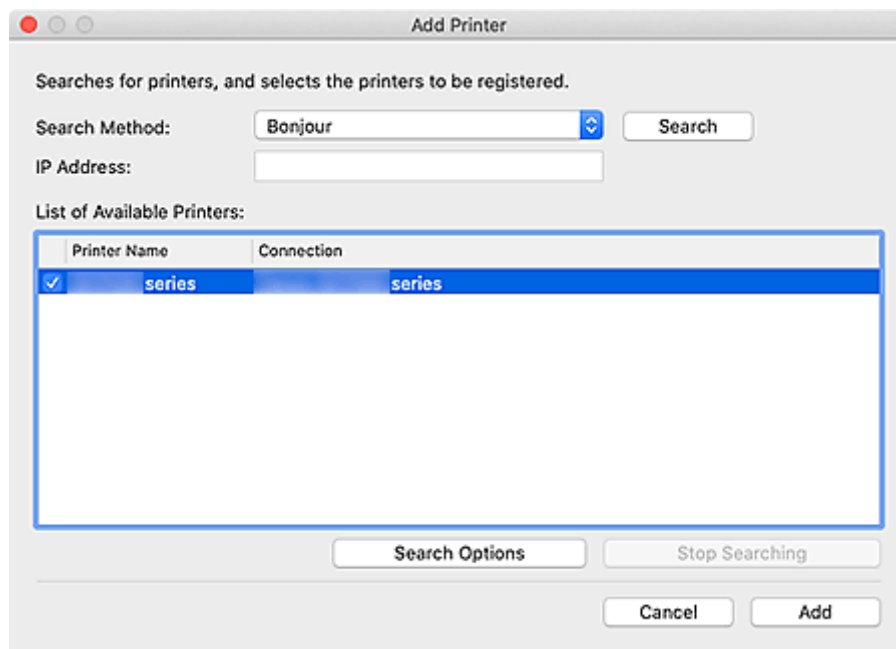 Add Printer
Searches for printers, and selects the printers to be registered.
Search Method: Bonjour Search
IP Address:
List of Available Printers:
Printer Name Connection
series series
Search Options Stop Searching
Cancel Add